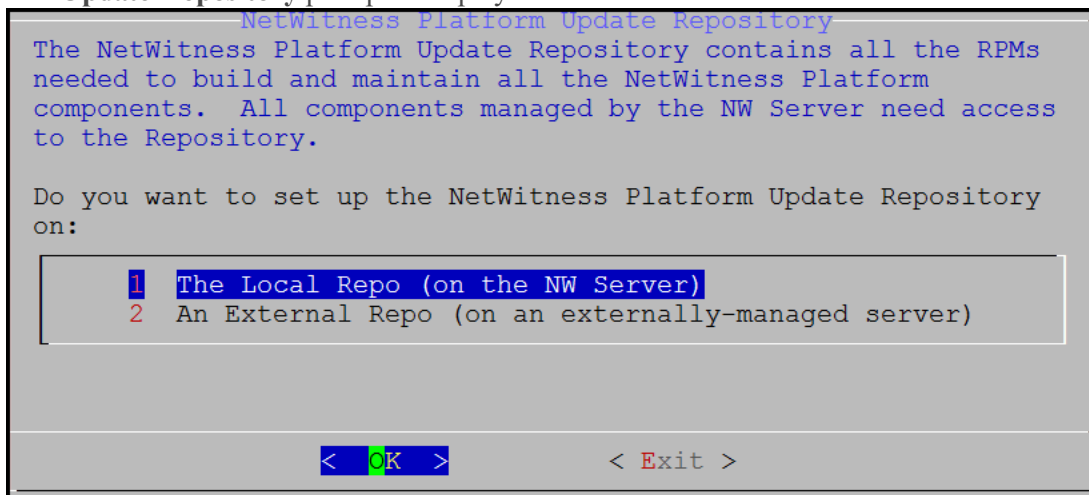 Update Repository
NetWitness Platform Update Repository
The NetWitness Platform Update Repository contains all the RPMs
needed to build and maintain all the NetWitness Platform
components.  All components managed by the NW Server need access
to the Repository.
Do you want to set up the NetWitness Platform Update Repository
on:
1 The Local Repo (on the NW Server)
2 An External Repo (on an externally-managed server)
< OK > < Exit >